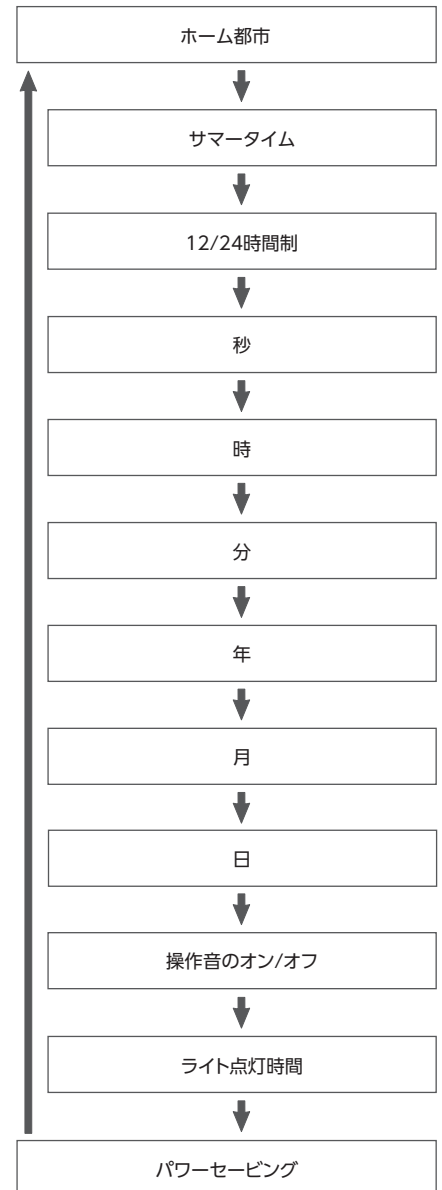 ホーム都市
サマータイム
12/24時間制
秒
時
分
年
月
日
操作音のオン/オフ
ライト点灯時間
パワーセービング